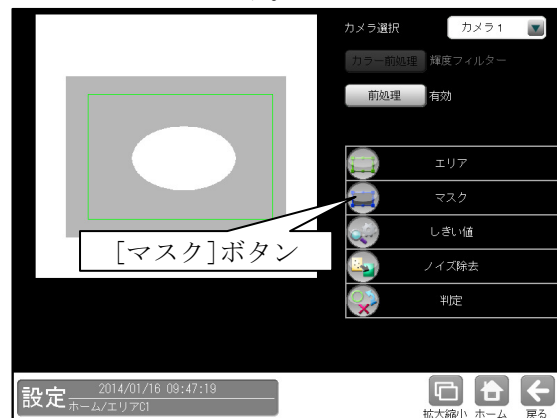 カメラ選択
カメラ1
カラー前処理 輝度フィルター
前処理 有効
エリア
マスク
[マスク]ボタン
しきい値
ノイズ除去
判定
設定
2014/01/16 09:47:19
ホーム/エリアC1
拡大縮小 ホーム 戻る